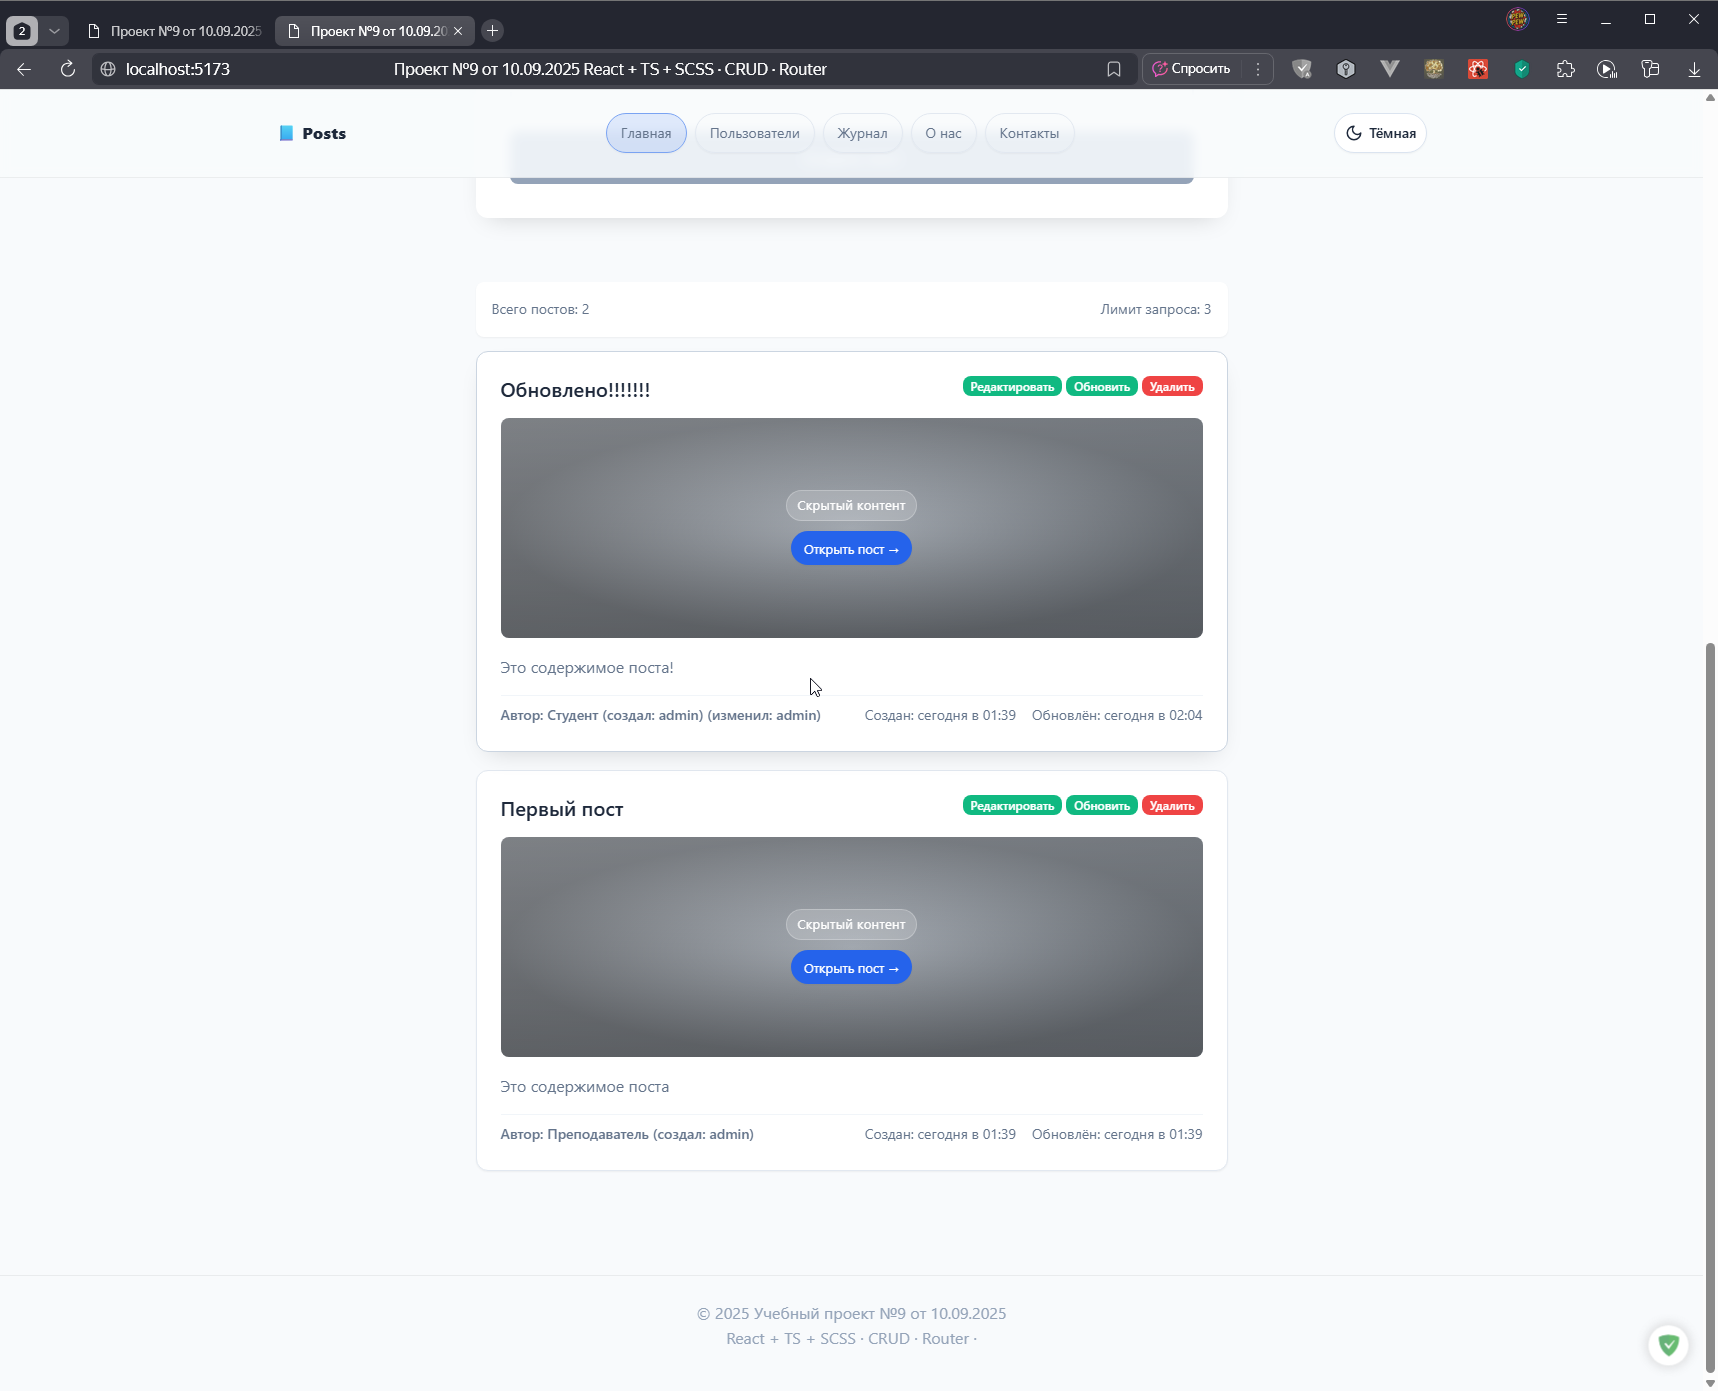 2
Проект №9 от 10.09.2025
Проект №9 от 10.09.20
localhost:5173
Проект №9 от 10.09.2025 React + TS + SCSS · CRUD · Router
Спросить
Posts
Главная
Пользователи
Журнал
О нас
Контакты
Тёмная
Всего постов: 2
Лимит запроса: 3
Обновлено!!!!!!!
Редактировать
Обновить
Удалить
Скрытый контент
Открыть пост →
Это содержимое поста!
Автор: Студент (создал: admin) (изменил: admin)
Создан: сегодня в 01:39
Обновлён: сегодня в 02:04
Первый пост
Редактировать
Обновить
Удалить
Скрытый контент
Открыть пост →
Это содержимое поста
Автор: Преподаватель (создал: admin)
Создан: сегодня в 01:39
Обновлён: сегодня в 01:39
© 2025 Учебный проект №9 от 10.09.2025
React + TS + SCSS · CRUD · Router ·